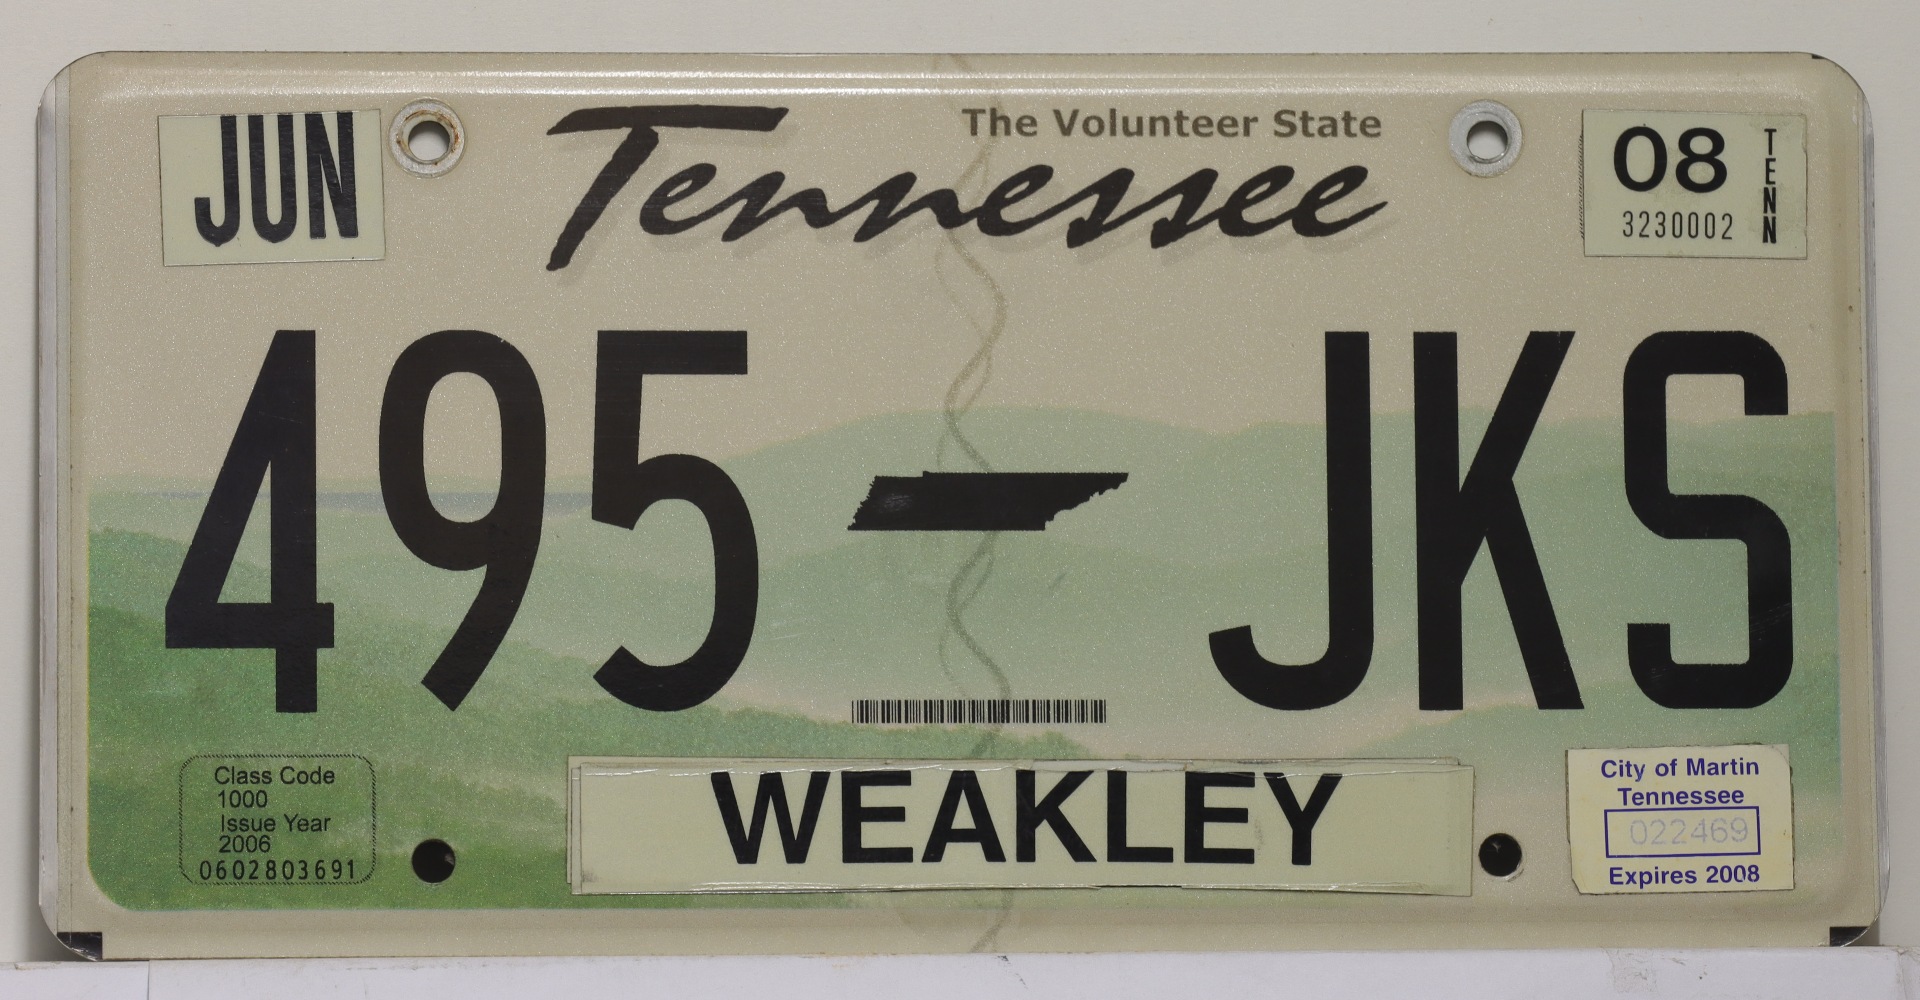 JUN
The Volunteer State
Tennessee
08
TENN
3230002
495 JKS
Class Code
1000
Issue Year
2006
0602803691
WEAKLEY
City of Martin
Tennessee
022469
Expires 2008